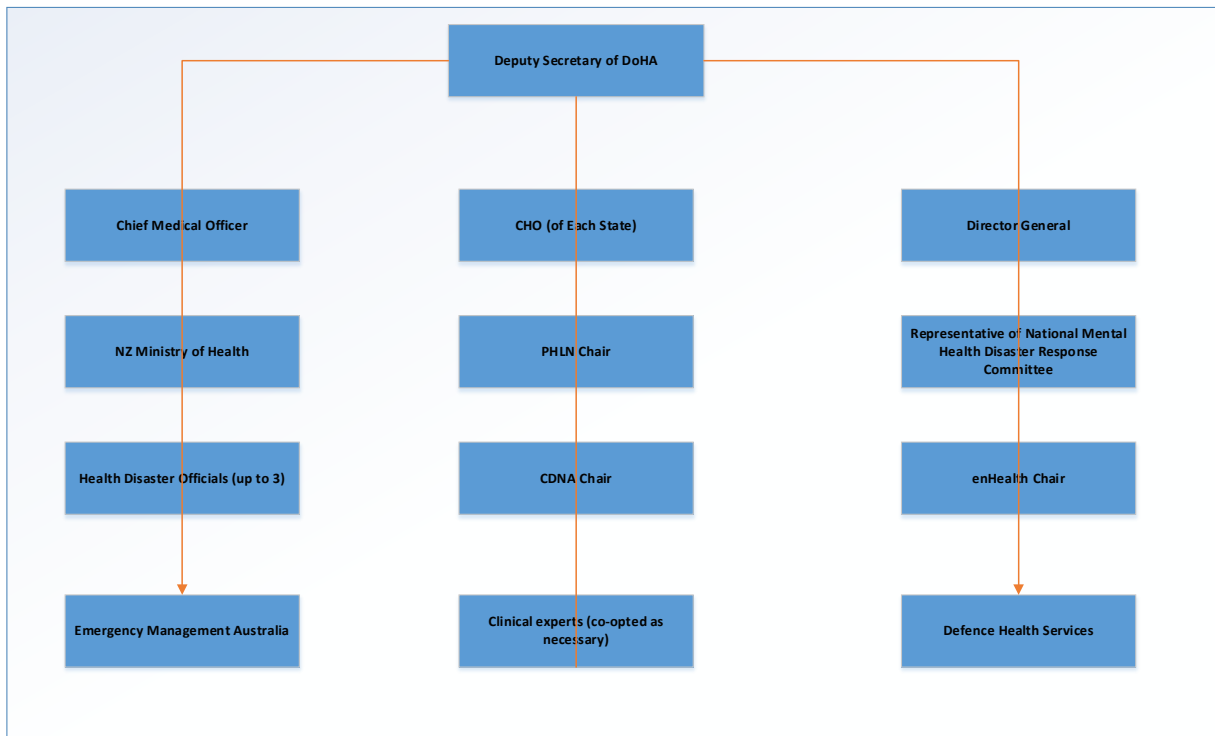 Deputy Secretary of DoHA
Chief Medical Officer
CHO (of Each State)
Director General
NZ Ministry of Health
PHLN Chair
Representative of National Mental
Health Disaster Response
Committee
Health Disaster Officials (up to 3)
CDNA Chair
enHealth Chair
Emergency Management Australia
Clinical experts (co-opted as
necessary)
Defence Health Services